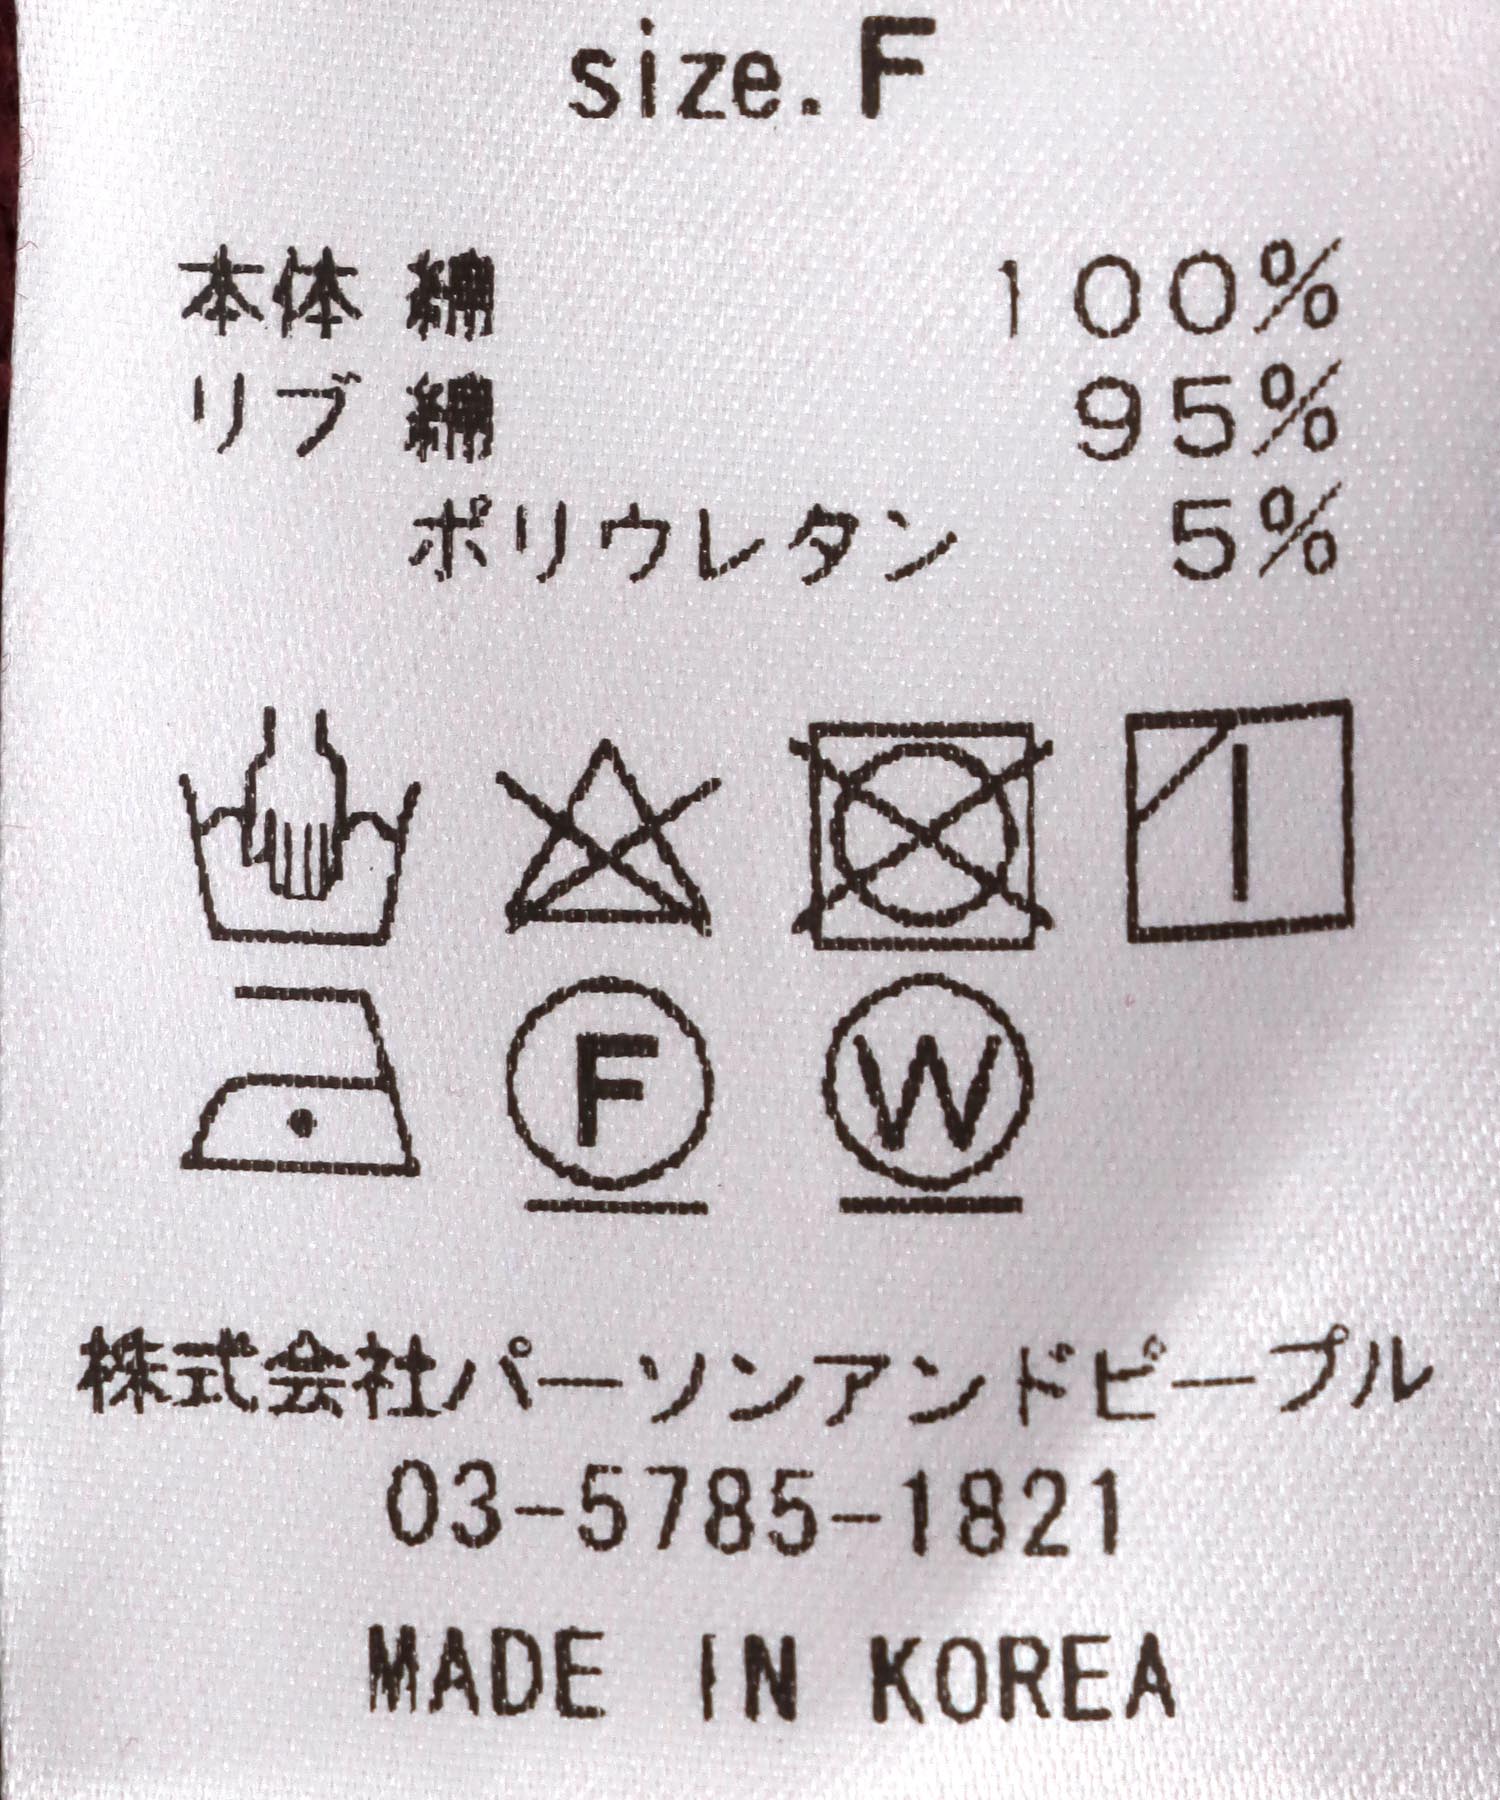 size.F
本体 綿 100%
リブ 綿 95%
ポリウレタン 5%
F W
株式会社パーソンアンドピープル
03-5785-1821
MADE IN KOREA